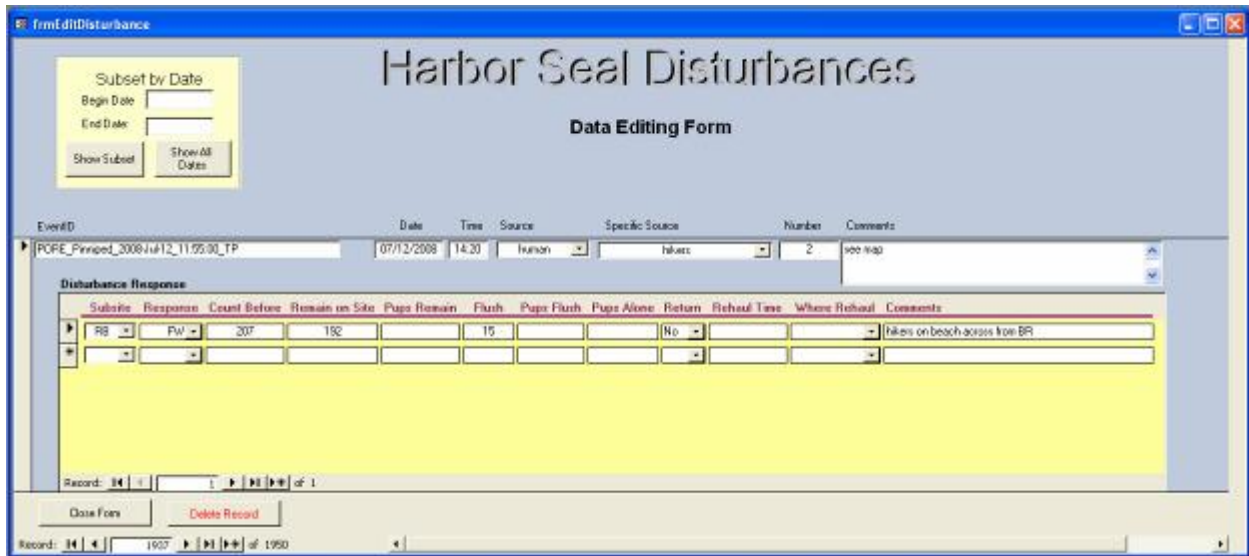 frmEditDisturbance
Harbor Seal Disturbances
Data Editing Form
Subset by Date
Begin Date
End Date:
Show Subset
Show All Dates
EventID Date Time Source Specific Source Number Comments
PORE_Pinniped_2008Jul12_11:55:00_TP 07/12/2008 14:20 human hikers 2 see map
Disturbance Response
Subsite Response Count Before Remain on Site Pups Remain Flush Pups Flush Pups Alone Return Rehaul Time Where Rehaul Comments
FW 207 192 15 No hikers on beach across from BR
Record: 1 of 1
Close Form Delete Record
Record: 1937 of 1950